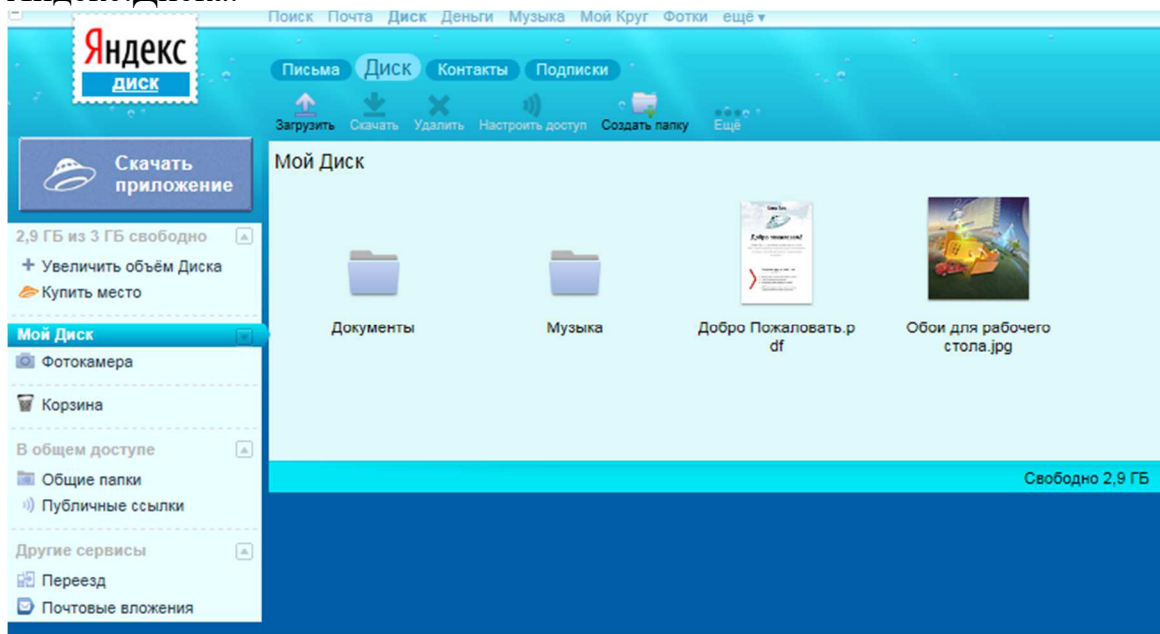 Поиск Почта Диск Деньги Музыка Мой Круг Фотки ещё
Яндекс
диск
Письма Диск Контакты Подписки
Загрузить Скачать Удалить Настроить доступ Создать папку Ещё
Скачать
приложение
2,9 ГБ из 3 ГБ свободно
Увеличить объём Диска
Купить место
Мой Диск
Фотокамера
Корзина
В общем доступе
Общие папки
Публичные ссылки
Другие сервисы
Переезд
Почтовые вложения
Мой Диск
Документы
Музыка
Добро Пожаловать.p
df
Обои для рабочего
стола.jpg
Свободно 2,9 ГБ